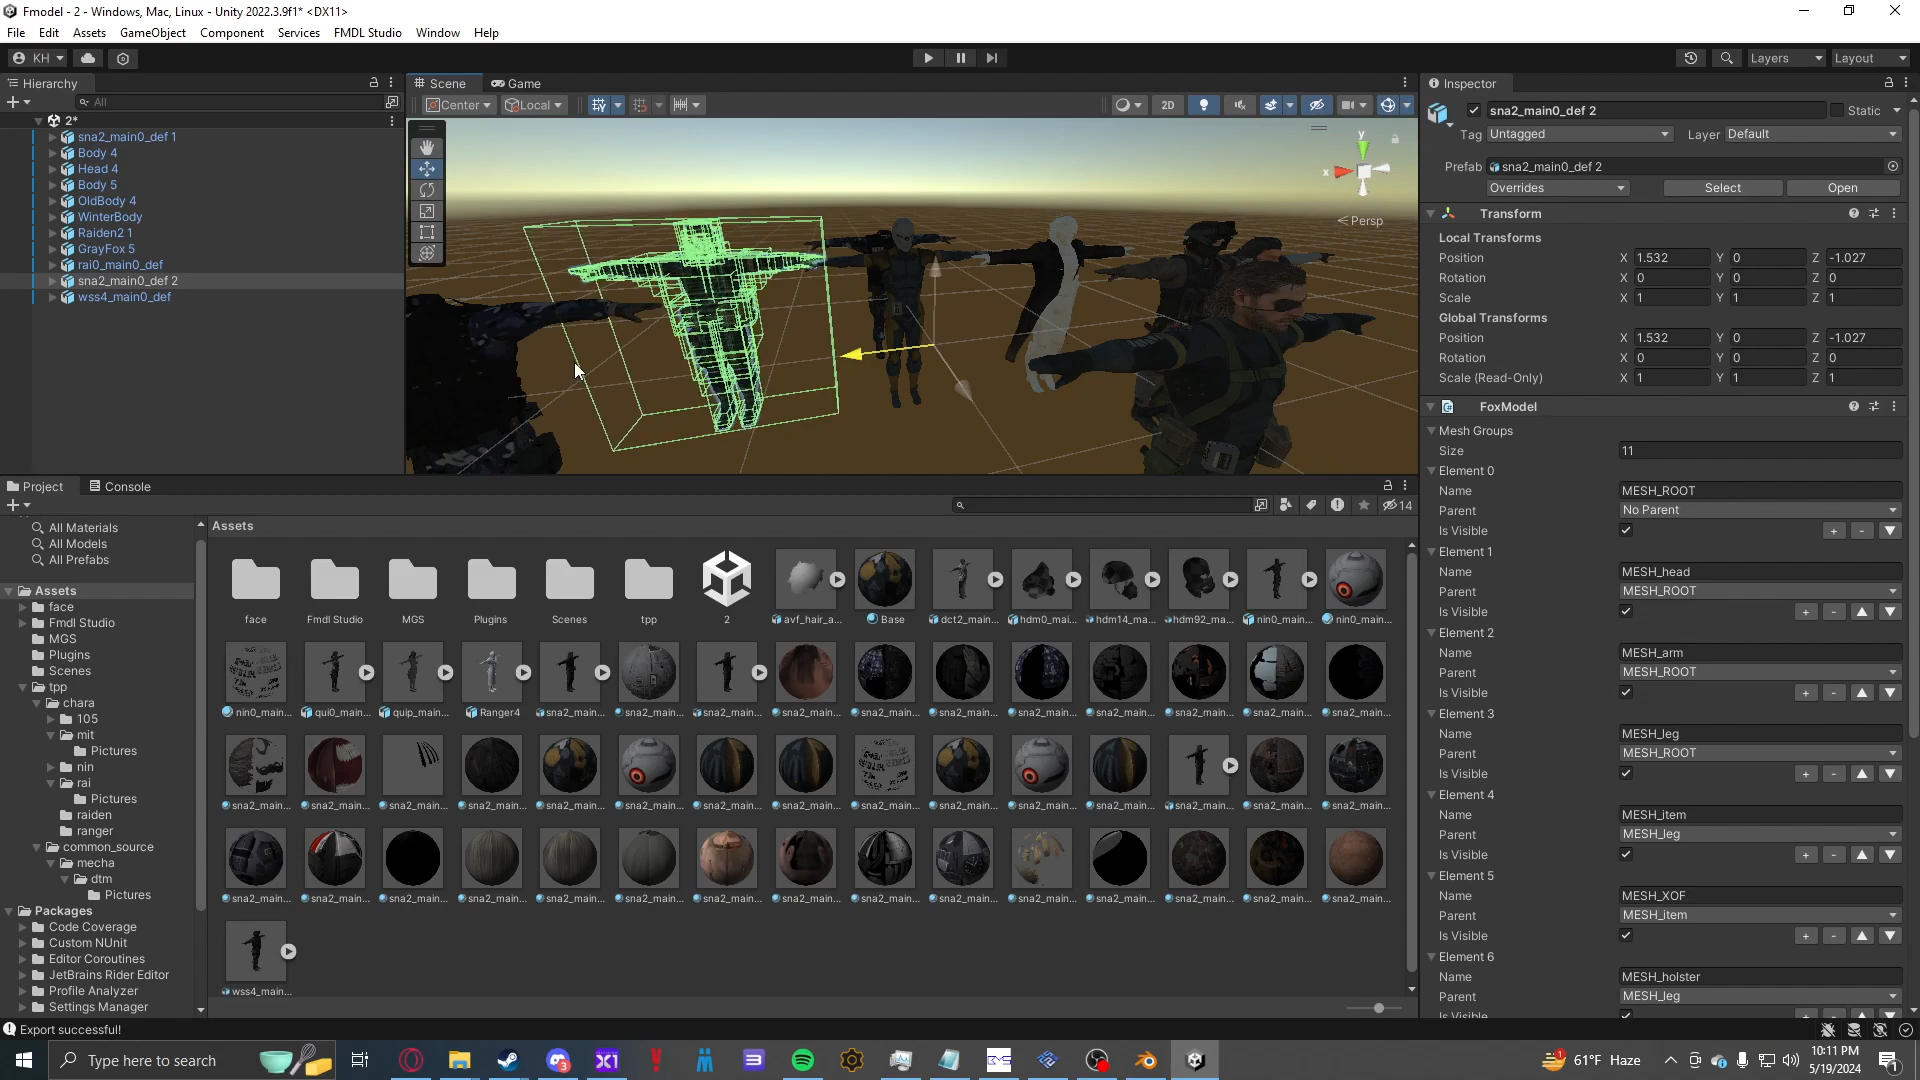 Fmodel - 2 - Windows, Mac, Linux - Unity 2022.3.9f1* <DX11>
File Edit Assets GameObject Component Services FMDL Studio Window Help
KH Layers Layout
Hierarchy
All
2*
sna2_main0_def 1
Body 4
Head 4
Body 5
OldBody 4
WinterBody
Raiden2 1
GrayFox 5
rai0_main0_def
sna2_main0_def 2
wss4_main0_def
Scene Game
Center Local 2D
y
x
Persp
Inspector
sna2_main0_def 2 Static
Tag Untagged Layer Default
Prefab sna2_main0_def 2
Overrides Select Open
Transform
Local Transforms
Position X 1.532 Y 0 Z -1.027
Rotation X 0 Y 0 Z 0
Scale X 1 Y 1 Z 1
Global Transforms
Position X 1.532 Y 0 Z -1.027
Rotation X 0 Y 0 Z 0
Scale (Read-Only) X 1 Y 1 Z 1
FoxModel
Mesh Groups
Size 11
Element 0
Name MESH_ROOT
Parent No Parent
Is Visible + -
Element 1
Name MESH_head
Parent MESH_ROOT
Is Visible + -
Element 2
Name MESH_arm
Parent MESH_ROOT
Is Visible + -
Element 3
Name MESH_leg
Parent MESH_ROOT
Is Visible + -
Element 4
Name MESH_item
Parent MESH_leg
Is Visible + -
Element 5
Name MESH_XOF
Parent MESH_item
Is Visible + -
Element 6
Name MESH_holster
Parent MESH_leg
Is Visible
Project Console
14
All Materials
All Models
All Prefabs
Assets
face
Fmdl Studio
MGS
Plugins
Scenes
tpp
chara
105
mit
Pictures
nin
rai
Pictures
raiden
ranger
common_source
mecha
dtm
Pictures
Packages
Code Coverage
Custom NUnit
Editor Coroutines
JetBrains Rider Editor
Profile Analyzer
Settings Manager
Assets
face Fmdl Studio MGS Plugins Scenes tpp 2 avf_hair_a... Base dct2_main... hdm0_mai... hdm14_ma... hdm92_ma... nin0_main... nin0_main...
nin0_main... qui0_main... quip_main... Ranger4 sna2_main... sna2_main... sna2_main... sna2_main... sna2_main... sna2_main... sna2_main... sna2_main... sna2_main... sna2_main... sna2_main...
sna2_main... sna2_main... sna2_main... sna2_main... sna2_main... sna2_main... sna2_main... sna2_main... sna2_main... sna2_main... sna2_main... sna2_main... sna2_main... sna2_main... sna2_main...
sna2_main... sna2_main... sna2_main... sna2_main... sna2_main... sna2_main... sna2_main... sna2_main... sna2_main... sna2_main... sna2_main... sna2_main... sna2_main... sna2_main... sna2_main...
wss4_main...
Export successful!
Type here to search
61°F Haze
10:11 PM
5/19/2024